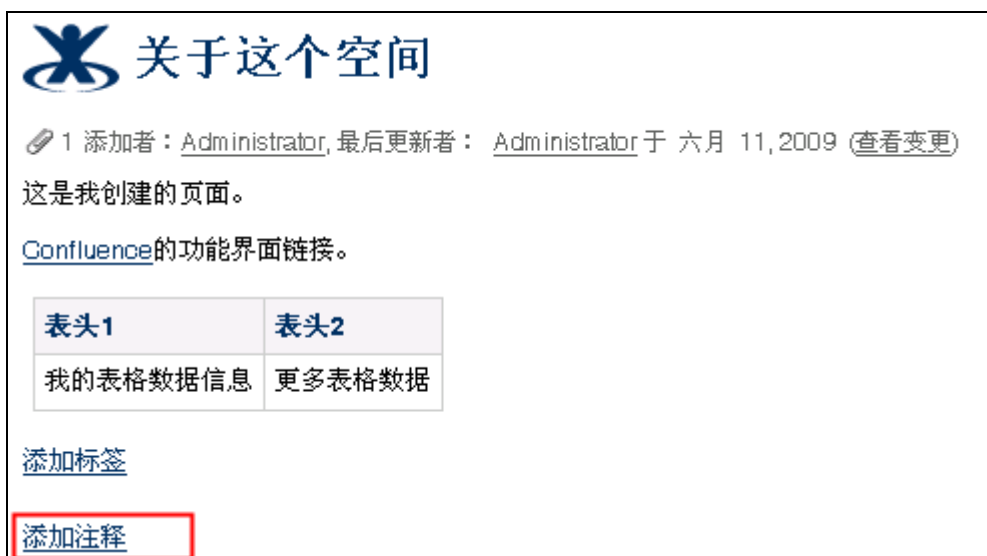 关于这个空间
1 添加者：Administrator, 最后更新者： Administrator 于 六月 11, 2009 (查看变更)
这是我创建的页面。
Confluence的功能界面链接。
表头1 表头2
我的表格数据信息 更多表格数据
添加标签
添加注释